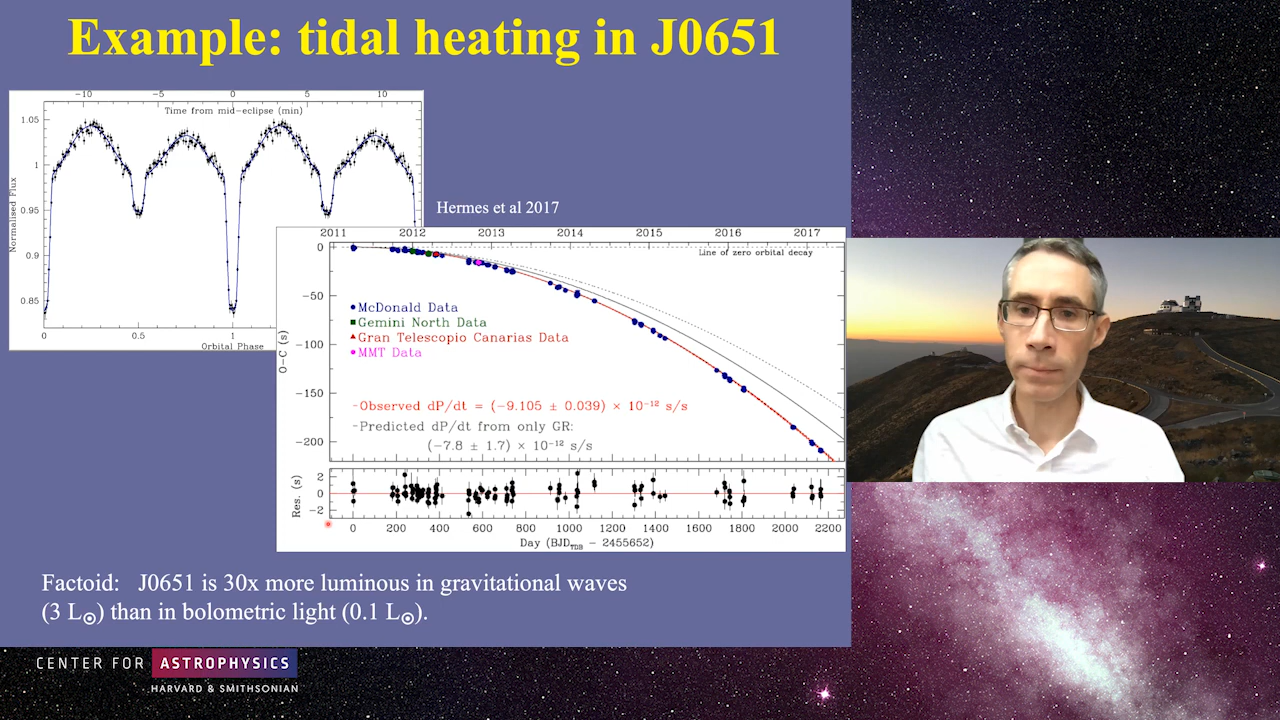 Example: tidal heating in J0651
−10 −5 0 5 10
Time from mid-eclipse (min)
1.05
1
0.95
0.9
0.85
Normalised Flux
0 0.5 1
Orbital Phase
Hermes et al 2017
2011 2012 2013 2014 2015 2016 2017
Line of zero orbital decay
0
−50
−100
−150
−200
O−C (s)
McDonald Data
Gemini North Data
Gran Telescopio Canarias Data
MMT Data
-Observed dP/dt = (−9.105 ± 0.039) × 10⁻¹² s/s
-Predicted dP/dt from only GR:
(−7.8 ± 1.7) × 10⁻¹² s/s
2
0
−2
Res. (s)
0 200 400 600 800 1000 1200 1400 1600 1800 2000 2200
Day (BJD_TDB − 2455652)
Factoid: J0651 is 30x more luminous in gravitational waves
(3 L☉) than in bolometric light (0.1 L☉).
CENTER FOR ASTROPHYSICS
HARVARD & SMITHSONIAN